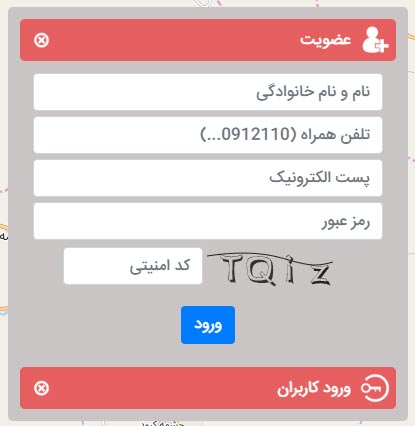 عضویت
نام و نام خانوادگی
تلفن همراه (0912110...)
پست الکترونیک
رمز عبور
کد امنیتی
TQiz
ورود
ورود کاربران